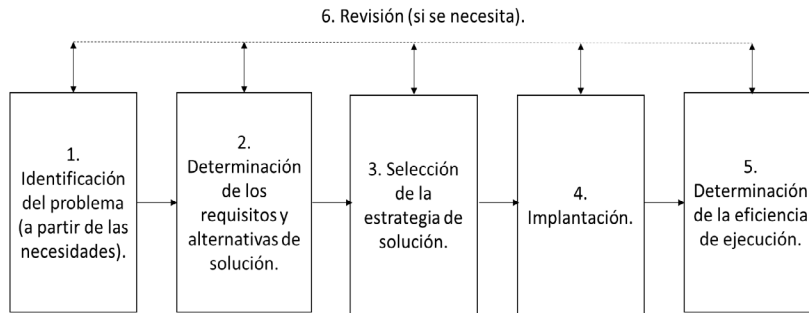 6. Revisión (si se necesita).
1.
Identificación
del problema
(a partir de las
necesidades).
2.
Determinación
de los
requisitos y
alternativas de
solución.
3. Selección
de la
estrategia de
solución.
4.
Implantación.
5.
Determinación
de la eficiencia
de ejecución.